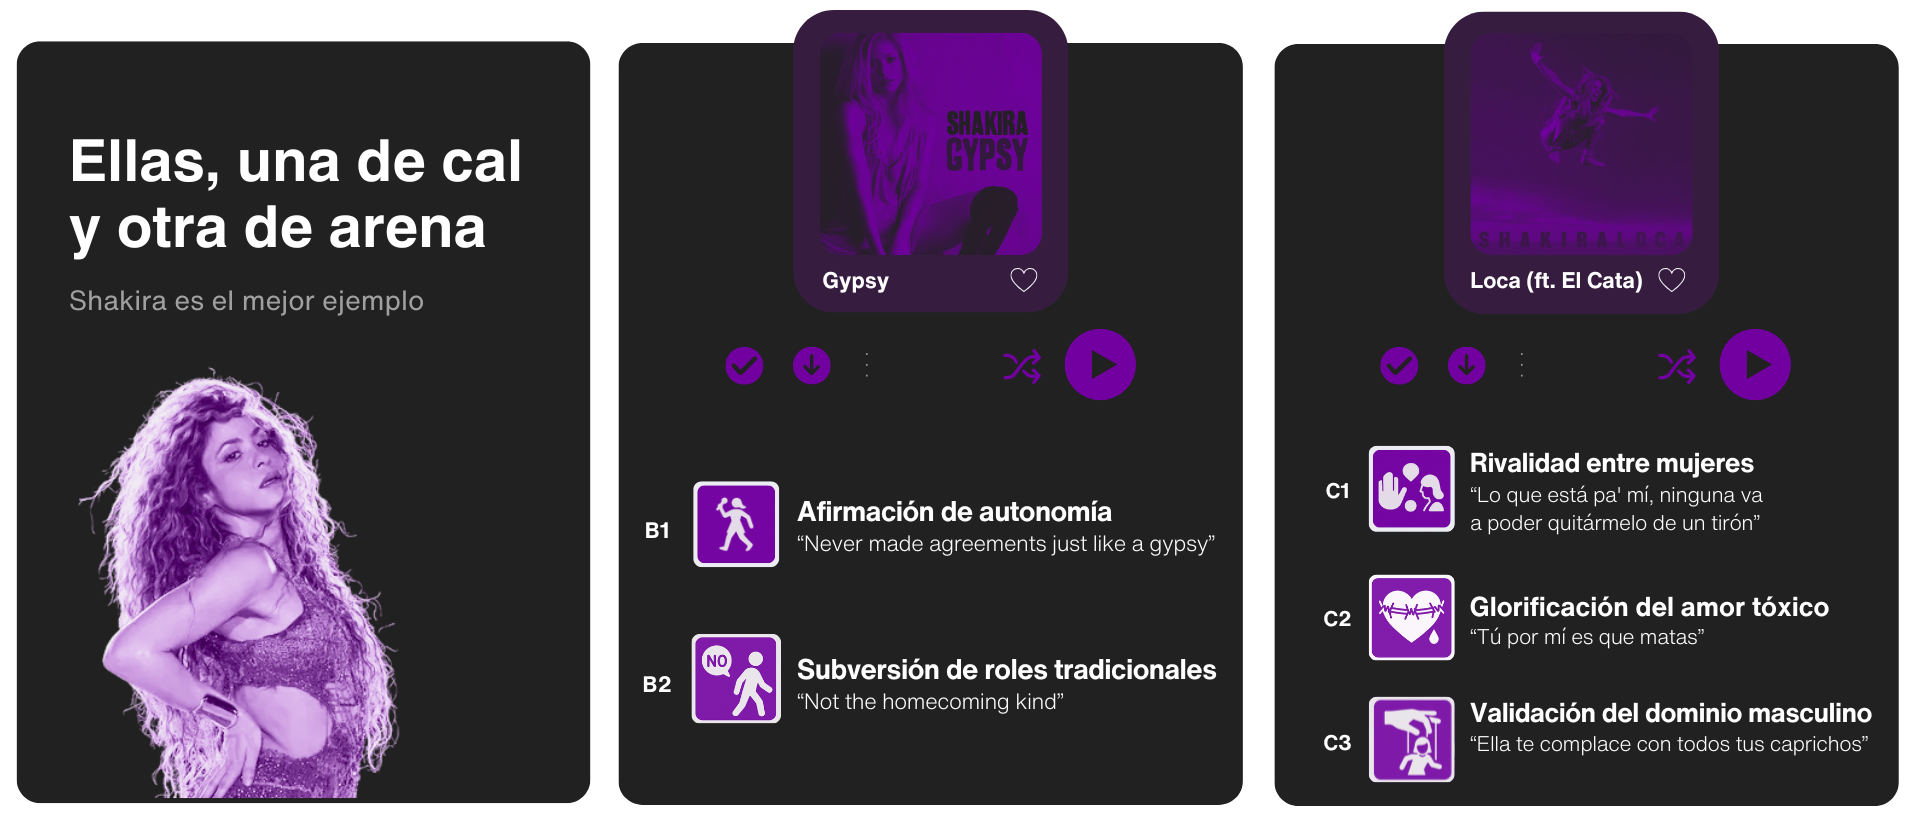 Ellas, una de cal
y otra de arena
Shakira es el mejor ejemplo
SHAKIRA
GYPSY
Gypsy
B1
Afirmación de autonomía
“Never made agreements just like a gypsy”
B2
NO
Subversión de roles tradicionales
“Not the homecoming kind”
SHAKIRALOCA
Loca (ft. El Cata)
C1
Rivalidad entre mujeres
“Lo que está pa' mí, ninguna va
a poder quitármelo de un tirón”
C2
Glorificación del amor tóxico
“Tú por mí es que matas”
C3
Validación del dominio masculino
“Ella te complace con todos tus caprichos”